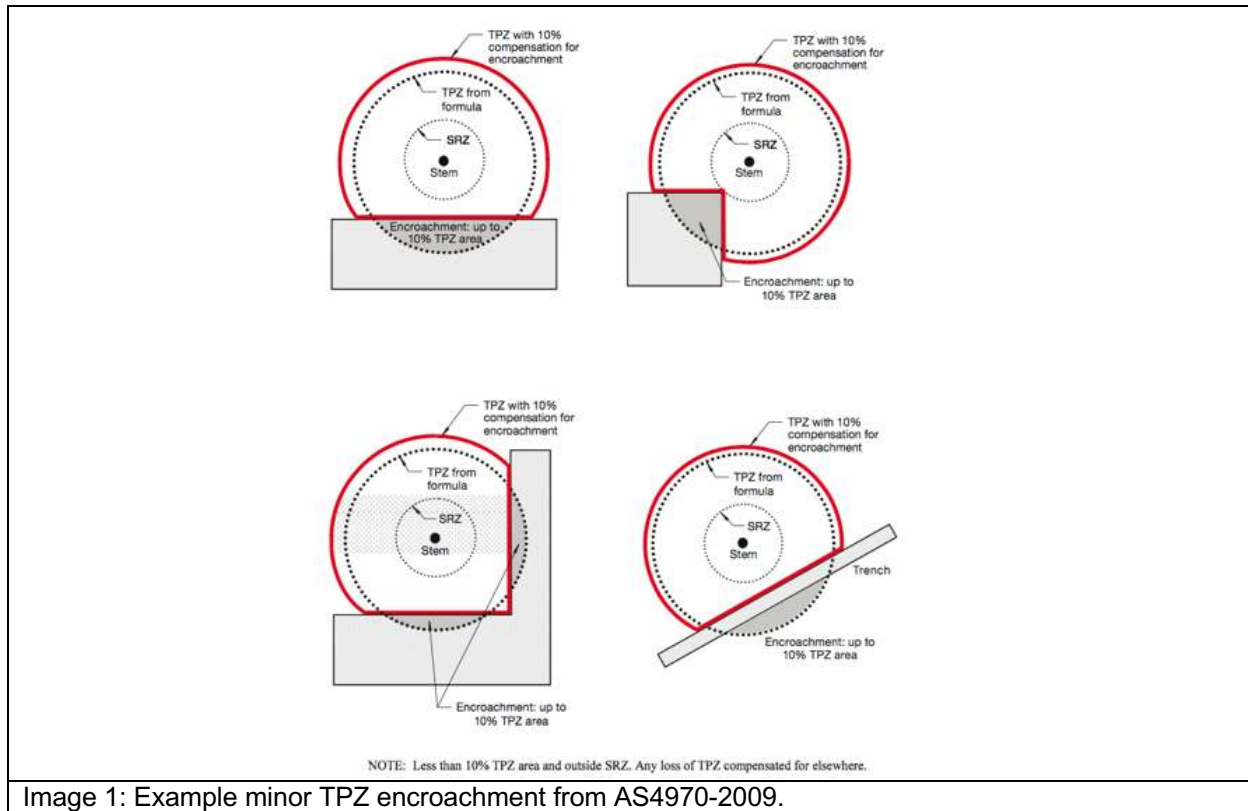 TPZ with 10%
compensation for
encroachment
TPZ from
formula
SRZ
Stem
Encroachment: up to
10% TPZ area
TPZ with 10%
compensation for
encroachment
TPZ from
formula
SRZ
Stem
Encroachment: up to
10% TPZ area
TPZ with 10%
compensation for
encroachment
TPZ from
formula
SRZ
Stem
Encroachment: up to
10% TPZ area
TPZ with 10%
compensation for
encroachment
TPZ from
formula
SRZ
Stem
Trench
Encroachment: up to
10% TPZ area
NOTE: Less than 10% TPZ area and outside SRZ. Any loss of TPZ compensated for elsewhere.
Image 1: Example minor TPZ encroachment from AS4970-2009.